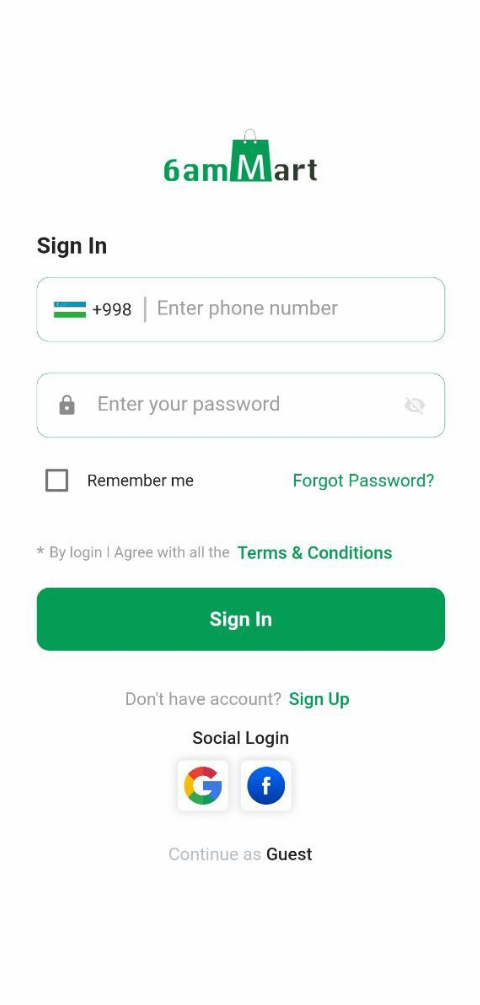 6amMart
Sign In
+998 Enter phone number
Enter your password
Remember me Forgot Password?
* By login I Agree with all the Terms & Conditions
Sign In
Don't have account? Sign Up
Social Login
G f
Continue as Guest